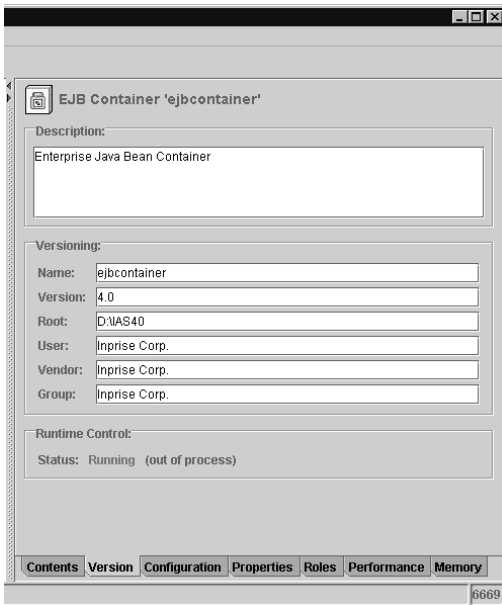 EJB Container 'ejbcontainer'
Description:
Enterprise Java Bean Container
Versioning:
Name: ejbcontainer
Version: 4.0
Root: D:\IAS40
User: Inprise Corp.
Vendor: Inprise Corp.
Group: Inprise Corp.
Runtime Control:
Status: Running (out of process)
Contents Version Configuration Properties Roles Performance Memory
6669